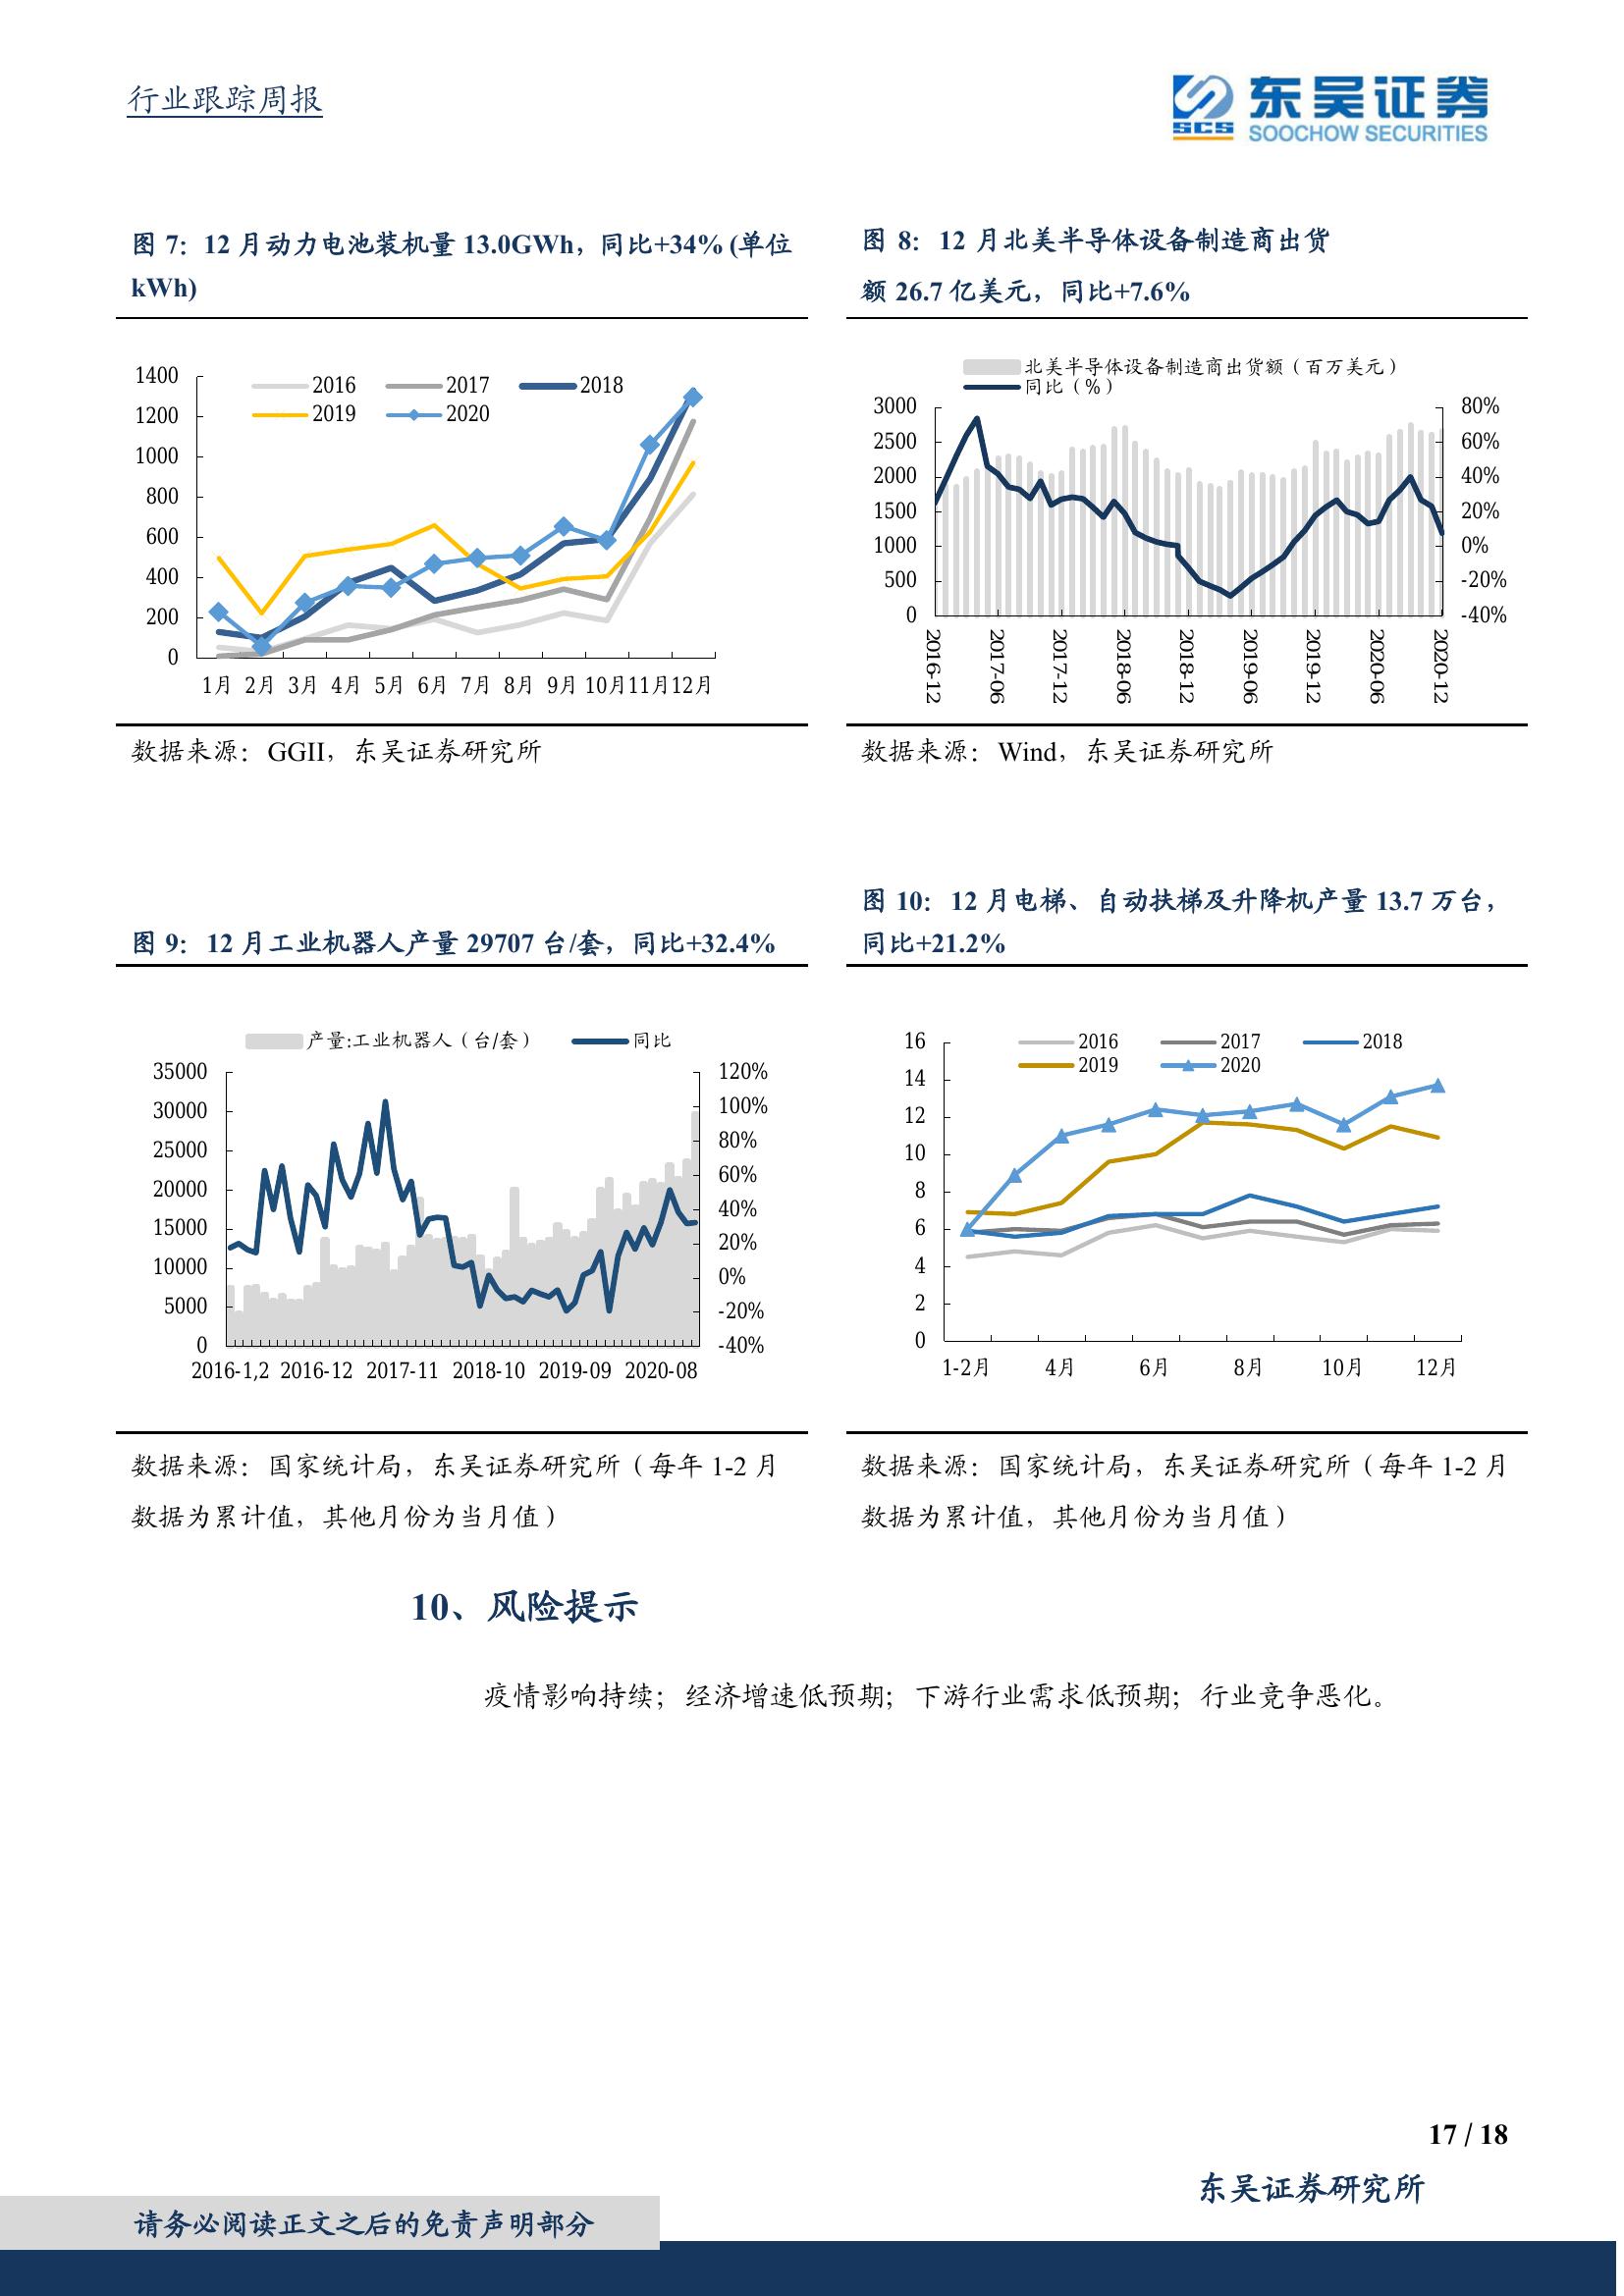 行业跟踪周报
SCS
东吴证券
SOOCHOW SECURITIES
图 7：12 月动力电池装机量 13.0GWh，同比+34% (单位
kWh)
1400
1200
1000
800
600
400
200
0
2016 2017 2018
2019 2020
1月 2月 3月 4月 5月 6月 7月 8月 9月 10月 11月 12月
数据来源：GGII，东吴证券研究所
图 8：12 月北美半导体设备制造商出货
额 26.7 亿美元，同比+7.6%
北美半导体设备制造商出货额（百万美元）
同比（%）
3000
2500
2000
1500
1000
500
0
80%
60%
40%
20%
0%
-20%
-40%
2016-12 2017-06 2017-12 2018-06 2018-12 2019-06 2019-12 2020-06 2020-12
数据来源：Wind，东吴证券研究所
图 9：12 月工业机器人产量 29707 台/套，同比+32.4%
产量:工业机器人（台/套） 同比
35000
30000
25000
20000
15000
10000
5000
0
120%
100%
80%
60%
40%
20%
0%
-20%
-40%
2016-1,2 2016-12 2017-11 2018-10 2019-09 2020-08
数据来源：国家统计局，东吴证券研究所（每年 1-2 月
数据为累计值，其他月份为当月值）
图 10：12 月电梯、自动扶梯及升降机产量 13.7 万台，
同比+21.2%
16
14
12
10
8
6
4
2
0
2016 2017 2018
2019 2020
1-2月 4月 6月 8月 10月 12月
数据来源：国家统计局，东吴证券研究所（每年 1-2 月
数据为累计值，其他月份为当月值）
10、风险提示
疫情影响持续；经济增速低预期；下游行业需求低预期；行业竞争恶化。
17 / 18
东吴证券研究所
请务必阅读正文之后的免责声明部分